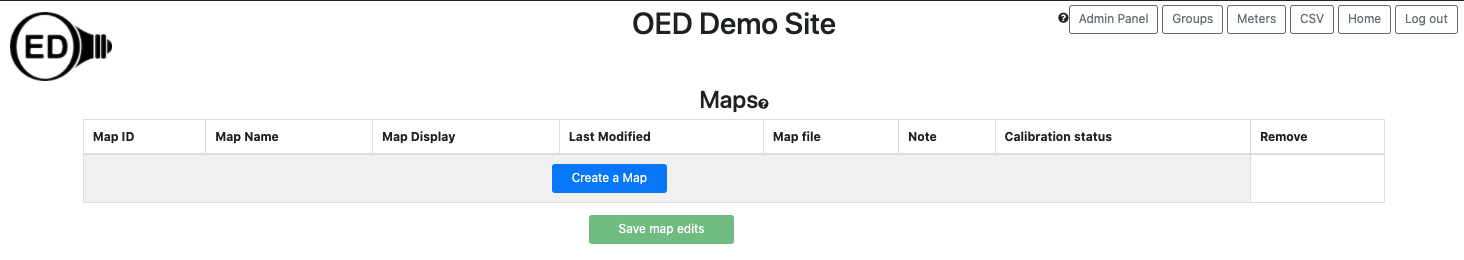 ED
OED Demo Site
? Admin Panel Groups Meters CSV Home Log out
Maps?
Map ID Map Name Map Display Last Modified Map file Note Calibration status Remove
Create a Map
Save map edits